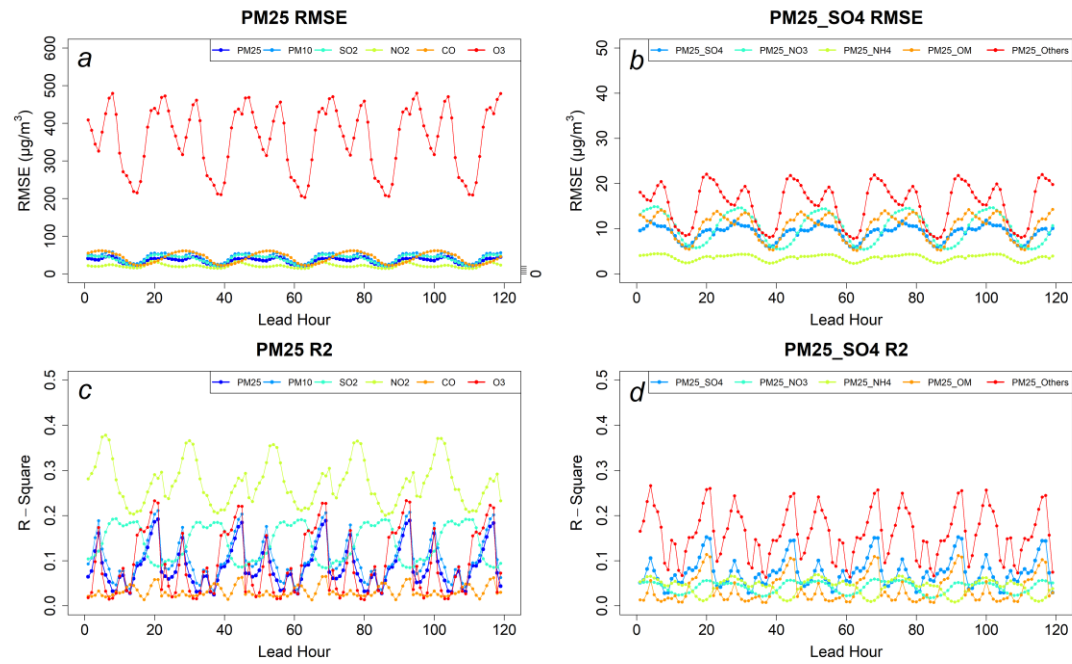 PM25 RMSE
a
PM25 PM10 SO2 NO2 CO O3
RMSE (µg/m³)
600
500
400
300
200
100
0
0
0 20 40 60 80 100 120
Lead Hour
PM25_SO4 RMSE
b
PM25_SO4 PM25_NO3 PM25_NH4 PM25_OM PM25_Others
RMSE (µg/m³)
50
40
30
20
10
0
0 20 40 60 80 100 120
Lead Hour
PM25 R2
c
PM25 PM10 SO2 NO2 CO O3
R − Square
0.5
0.4
0.3
0.2
0.1
0.0
0 20 40 60 80 100 120
Lead Hour
PM25_SO4 R2
d
PM25_SO4 PM25_NO3 PM25_NH4 PM25_OM PM25_Others
R − Square
0.5
0.4
0.3
0.2
0.1
0.0
0 20 40 60 80 100 120
Lead Hour